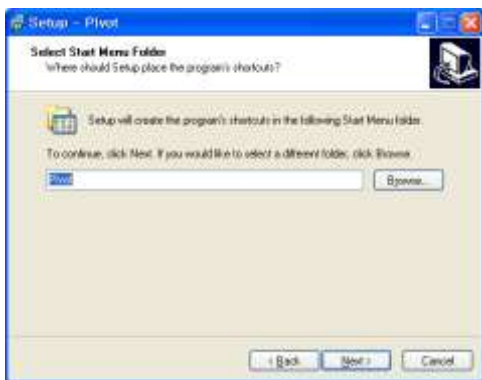 Setup - Pivot
Select Start Menu Folder
Where should Setup place the program's shortcuts?
Setup will create the program's shortcuts in the following Start Menu folder.
To continue, click Next. If you would like to select a different folder, click Browse.
Pivot
Browse...
< Back
Next >
Cancel